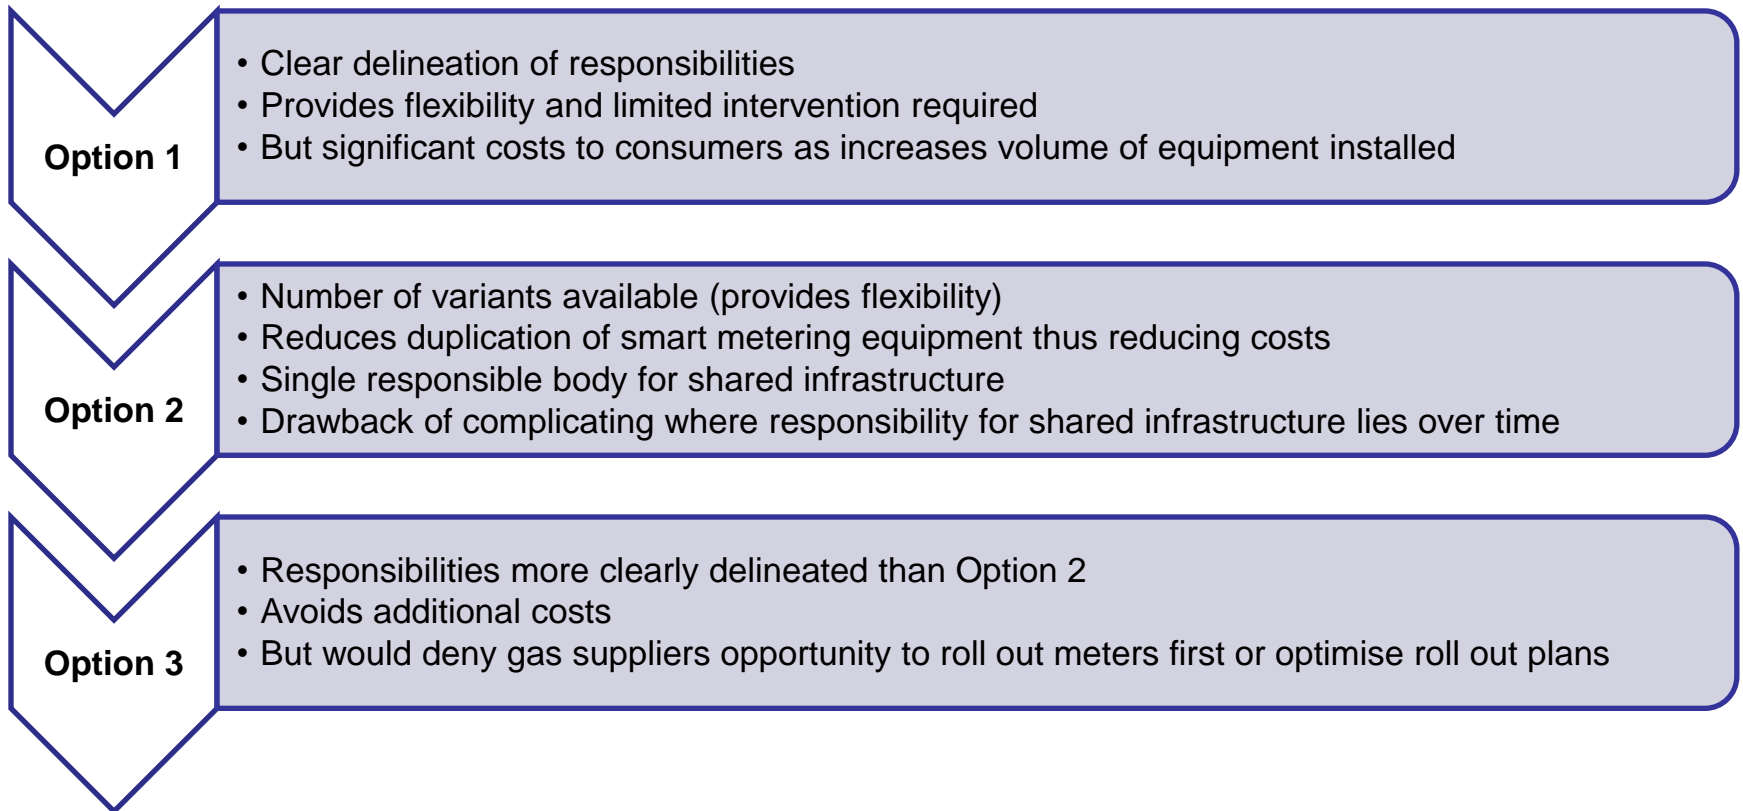 Option 1
• Clear delineation of responsibilities
• Provides flexibility and limited intervention required
• But significant costs to consumers as increases volume of equipment installed
Option 2
• Number of variants available (provides flexibility)
• Reduces duplication of smart metering equipment thus reducing costs
• Single responsible body for shared infrastructure
• Drawback of complicating where responsibility for shared infrastructure lies over time
Option 3
• Responsibilities more clearly delineated than Option 2
• Avoids additional costs
• But would deny gas suppliers opportunity to roll out meters first or optimise roll out plans